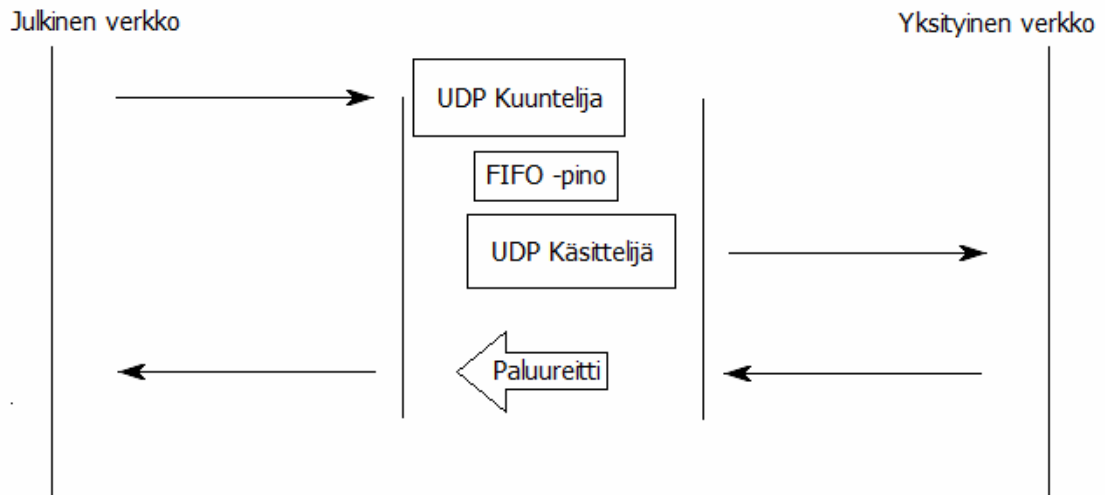 Julkinen verkko
Yksityinen verkko
UDP Kuuntelija
FIFO -pino
UDP Käsittelijä
Paluureitti